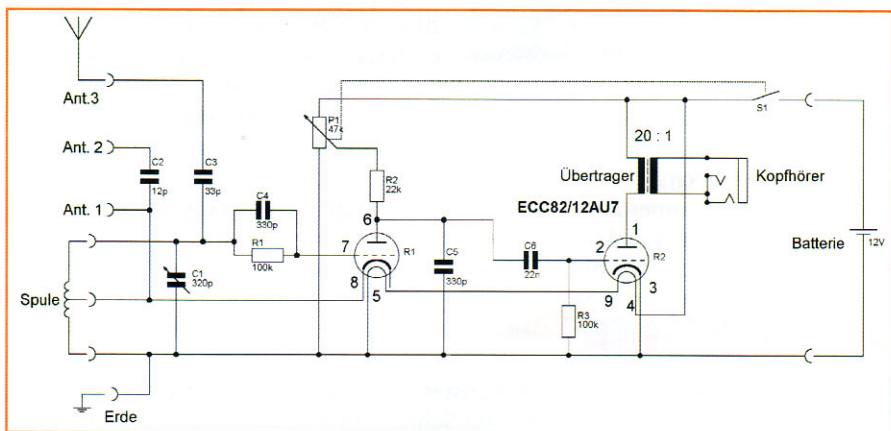 Ant.3
Ant. 2
Ant. 1
C2
12p
C3
33p
C4
330p
R1
100k
C1
320p
Spule
Erde
P1
47k
R2
22k
6
7
8
5
R1
C5
330p
C6
22n
R3
100k
ECC82/12AU7
1
2
3
4
9
R2
20 : 1
Übertrager
Kopfhörer
S1
Batterie
12V